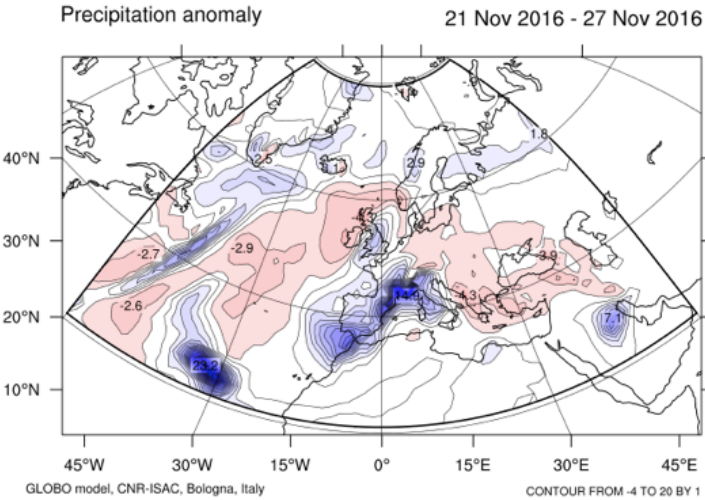 Precipitation anomaly
21 Nov 2016 - 27 Nov 2016
1.8
2.5
2.9
40°N
30°N
-2.7
-2.9
-3.9
-2.6
14.9
20°N
7.1
23.2
10°N
45°W
30°W
15°W
0°
15°E
30°E
45°E
GLOBO model, CNR-ISAC, Bologna, Italy
CONTOUR FROM -4 TO 20 BY 1